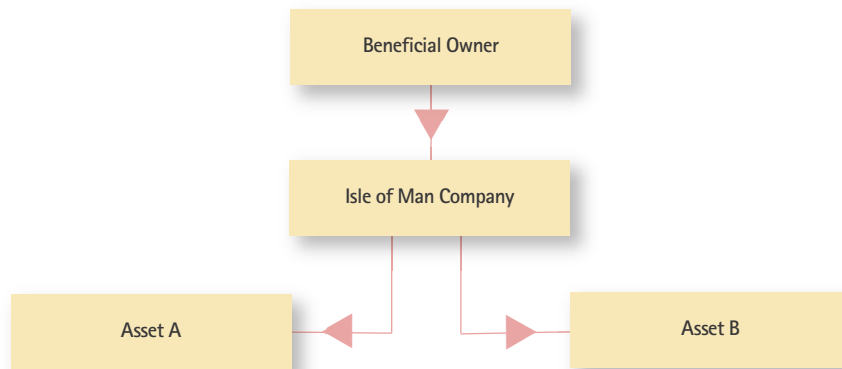 Beneficial Owner
Isle of Man Company
Asset A
Asset B